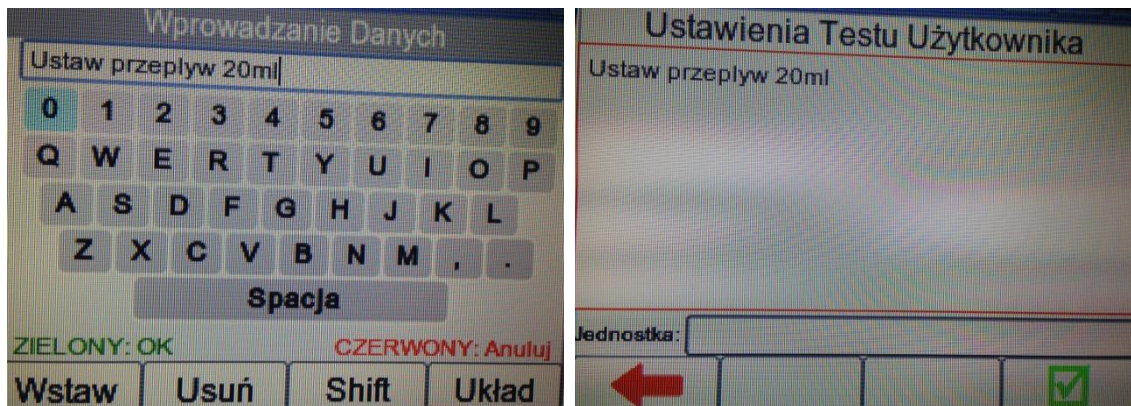 Wprowadzanie Danych
Ustaw przeplyw 20ml
0 1 2 3 4 5 6 7 8 9
Q W E R T Y U I O P
A S D F G H J K L
Z X C V B N M , .
Spacja
ZIELONY: OK CZERWONY: Anuluj
Wstaw Usuń Shift Układ
Ustawienia Testu Użytkownika
Ustaw przeplyw 20ml
Jednostka: